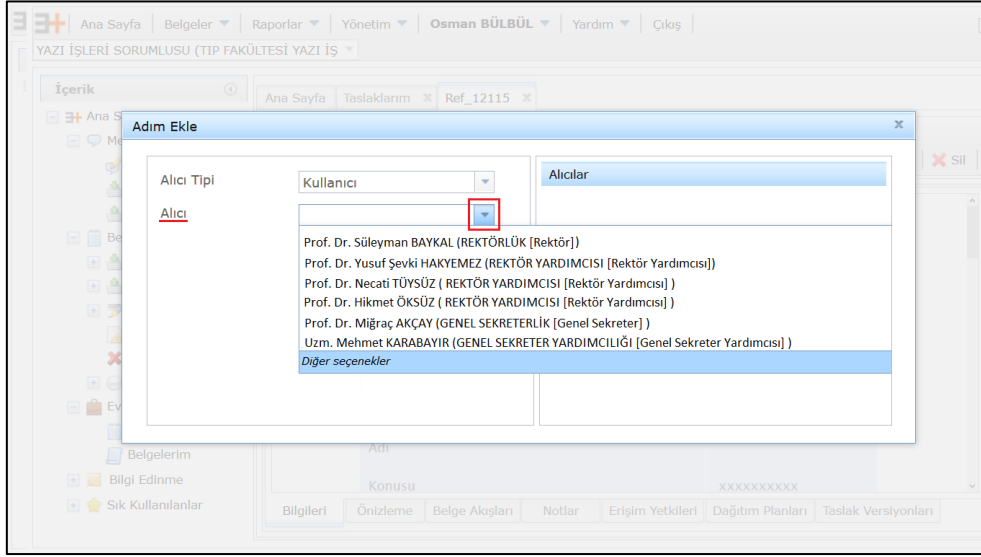 Ana Sayfa Belgeler Raporlar Yönetim Osman BÜLBÜL Yardım Çıkış
YAZI İŞLERİ SORUMLUSU (TIP FAKÜLTESİ YAZI İŞ
İçerik
Ana Sayfa Taslaklarım Ref_12115
Ana S
Adım Ekle
Me
Sil
Alıcı Tipi
Kullanıcı
Alıcılar
Alıcı
Be
Prof. Dr. Süleyman BAYKAL (REKTÖRLÜK [Rektör])
Prof. Dr. Yusuf Şevki HAKYEMEZ (REKTÖR YARDIMCISI [Rektör Yardımcısı])
Prof. Dr. Necati TÜYSÜZ ( REKTÖR YARDIMCISI [Rektör Yardımcısı] )
Prof. Dr. Hikmet ÖKSÜZ ( REKTÖR YARDIMCISI [Rektör Yardımcısı] )
Prof. Dr. Miğraç AKÇAY (GENEL SEKRETERLİK [Genel Sekreter] )
Uzm. Mehmet KARABAYIR (GENEL SEKRETER YARDIMCILIĞI [Genel Sekreter Yardımcısı] )
Diğer seçenekler
Ev
Belgelerim
Adı
Bilgi Edinme
Konusu xxxxxxxxxx
Sık Kullanılanlar
Bilgileri Önizleme Belge Akışları Notlar Erişim Yetkileri Dağıtım Planları Taslak Versiyonları